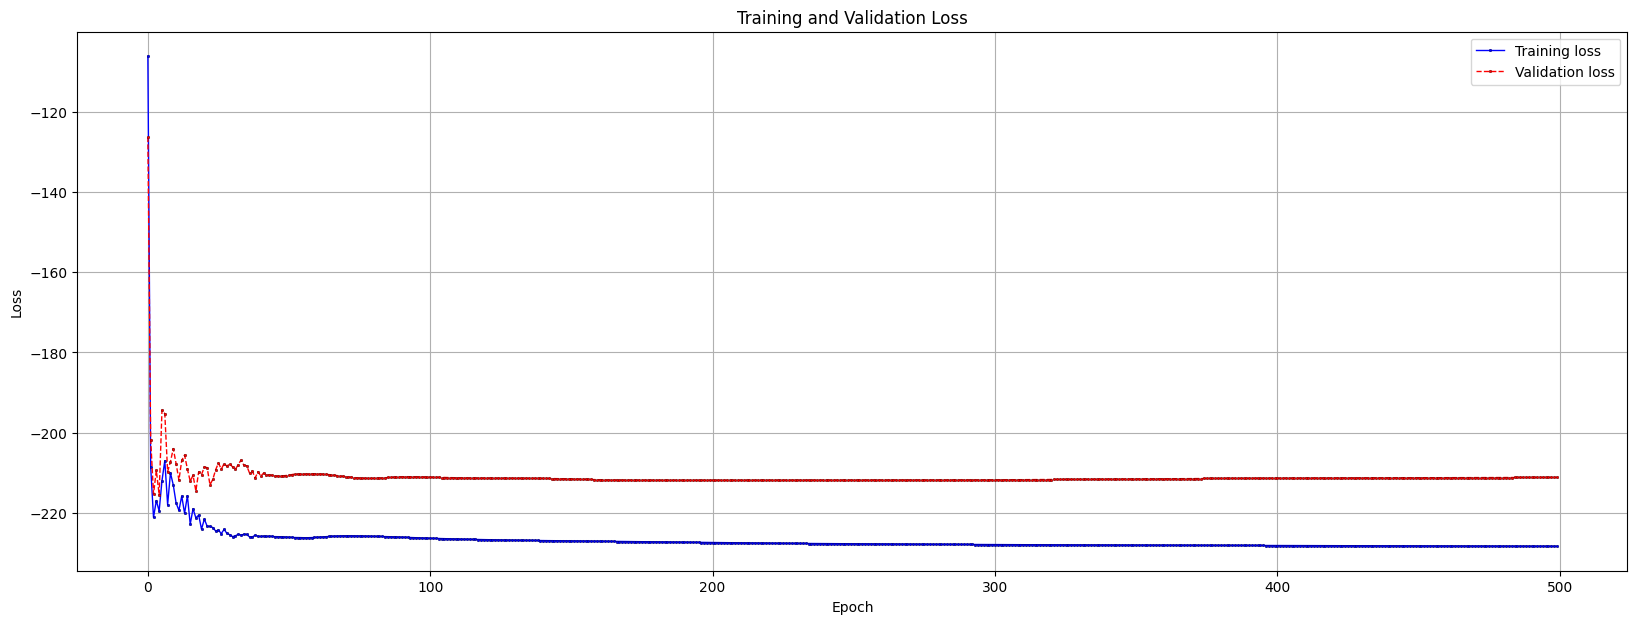 Training and Validation Loss
Training loss
Validation loss
−120
−140
−160
−180
−200
−220
Loss
0
100
200
300
400
500
Epoch